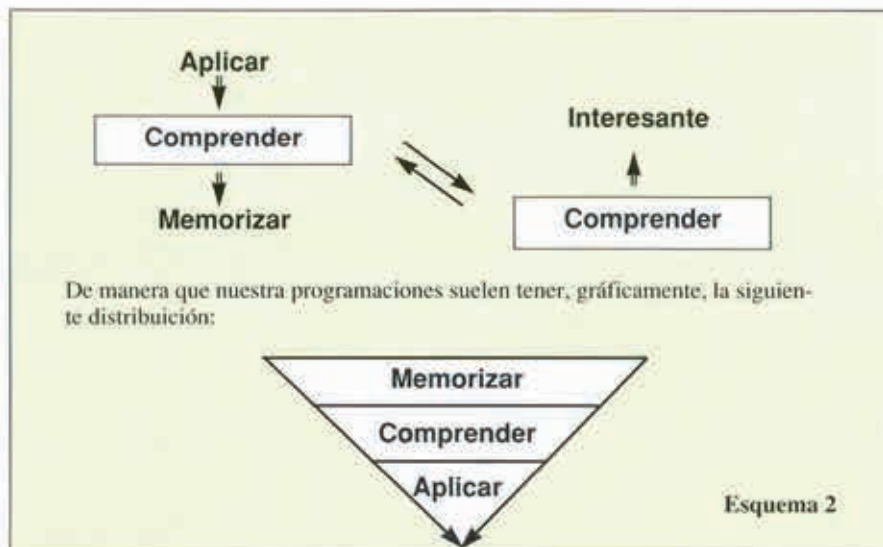 Aplicar
Comprender
Memorizar
Interesante
Comprender
De manera que nuestra programaciones suelen tener, gráficamente, la siguien-
te distribuición:
Memorizar
Comprender
Aplicar
Esquema 2